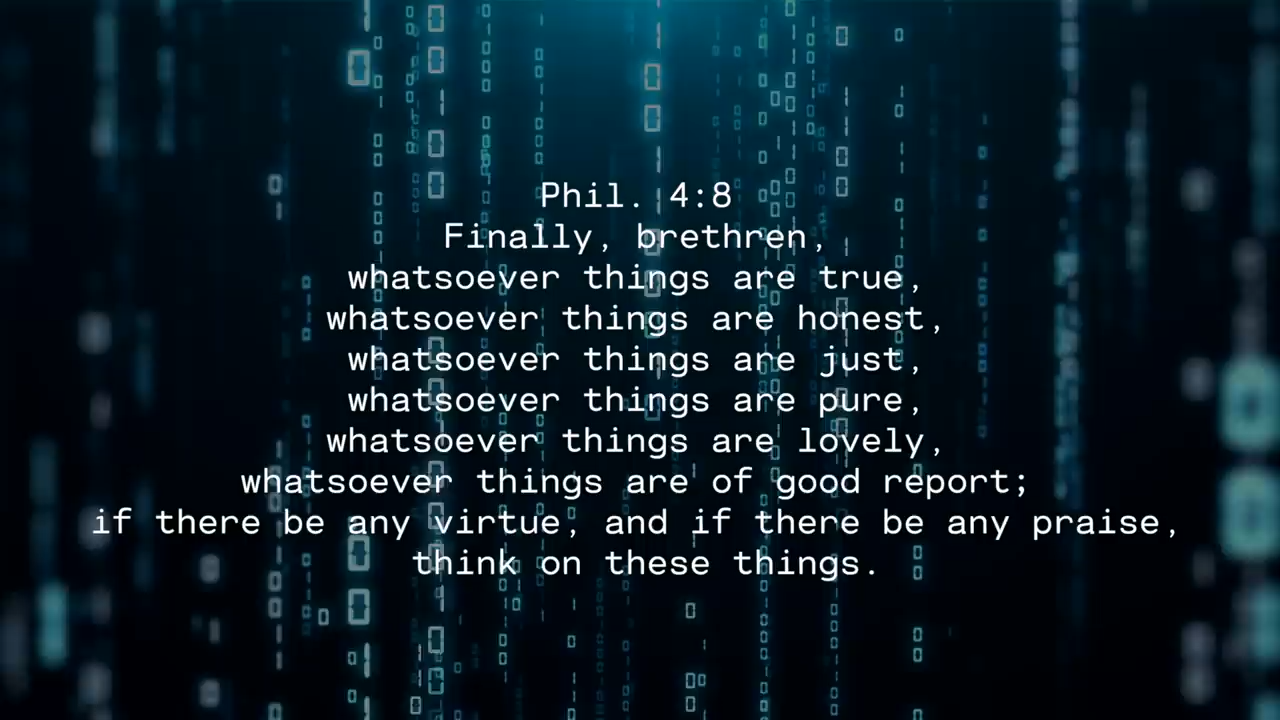 Phil. 4:8
Finally, brethren,
whatsoever things are true,
whatsoever things are honest,
whatsoever things are just,
whatsoever things are pure,
whatsoever things are lovely,
whatsoever things are of good report;
if there be any virtue, and if there be any praise,
think on these things.